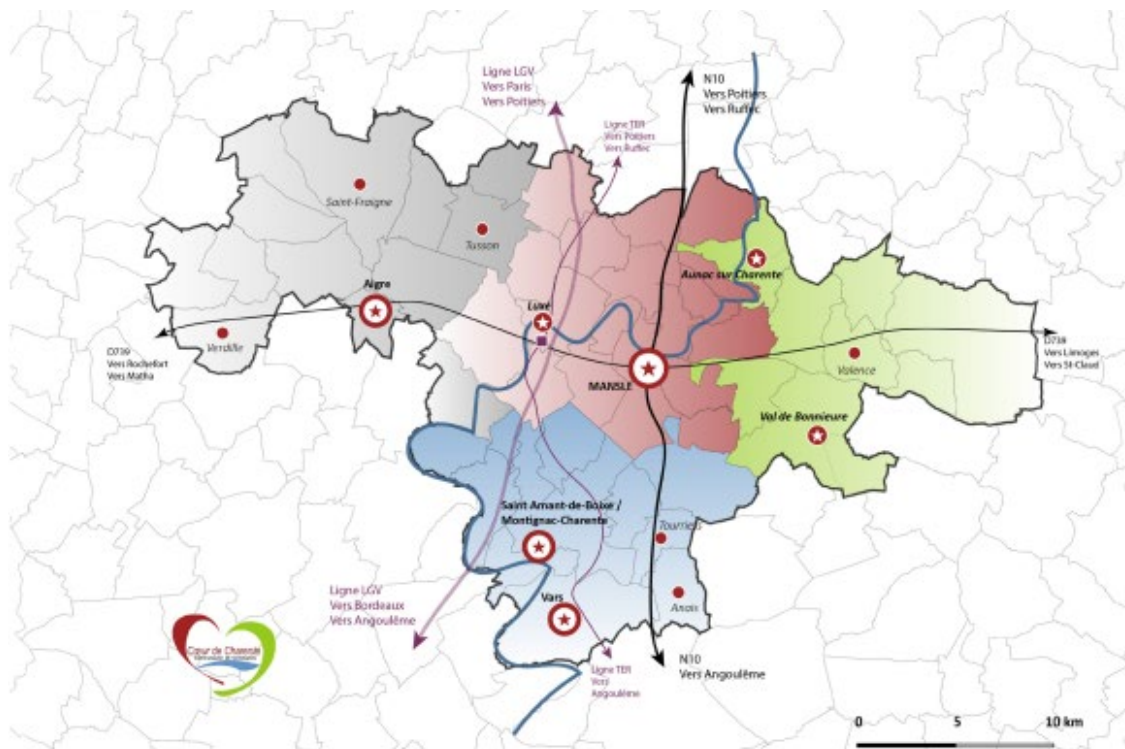 Ligne LGV
Vers Paris
Vers Poitiers
N10
Vers Poitiers
Vers Ruffec
Ligne TER
Vers Poitiers
Vers Ruffec
Saint-Fraigne
Tusson
Aunac sur Charente
Aigre
Luxé
Verdille
D739
Vers Rochefort
Vers Matha
MANSLE
Valence
D739
Vers Limoges
Vers St-Claud
Val de Bonnieure
Saint Amant-de-Boixe /
Montignac-Charente
Tourriers
Ligne LGV
Vers Bordeaux
Vers Angoulême
Vars
Anais
Cœur de Charente
Ligne TER
Vers
Angoulême
N10
Vers Angoulême
0 5 10 km